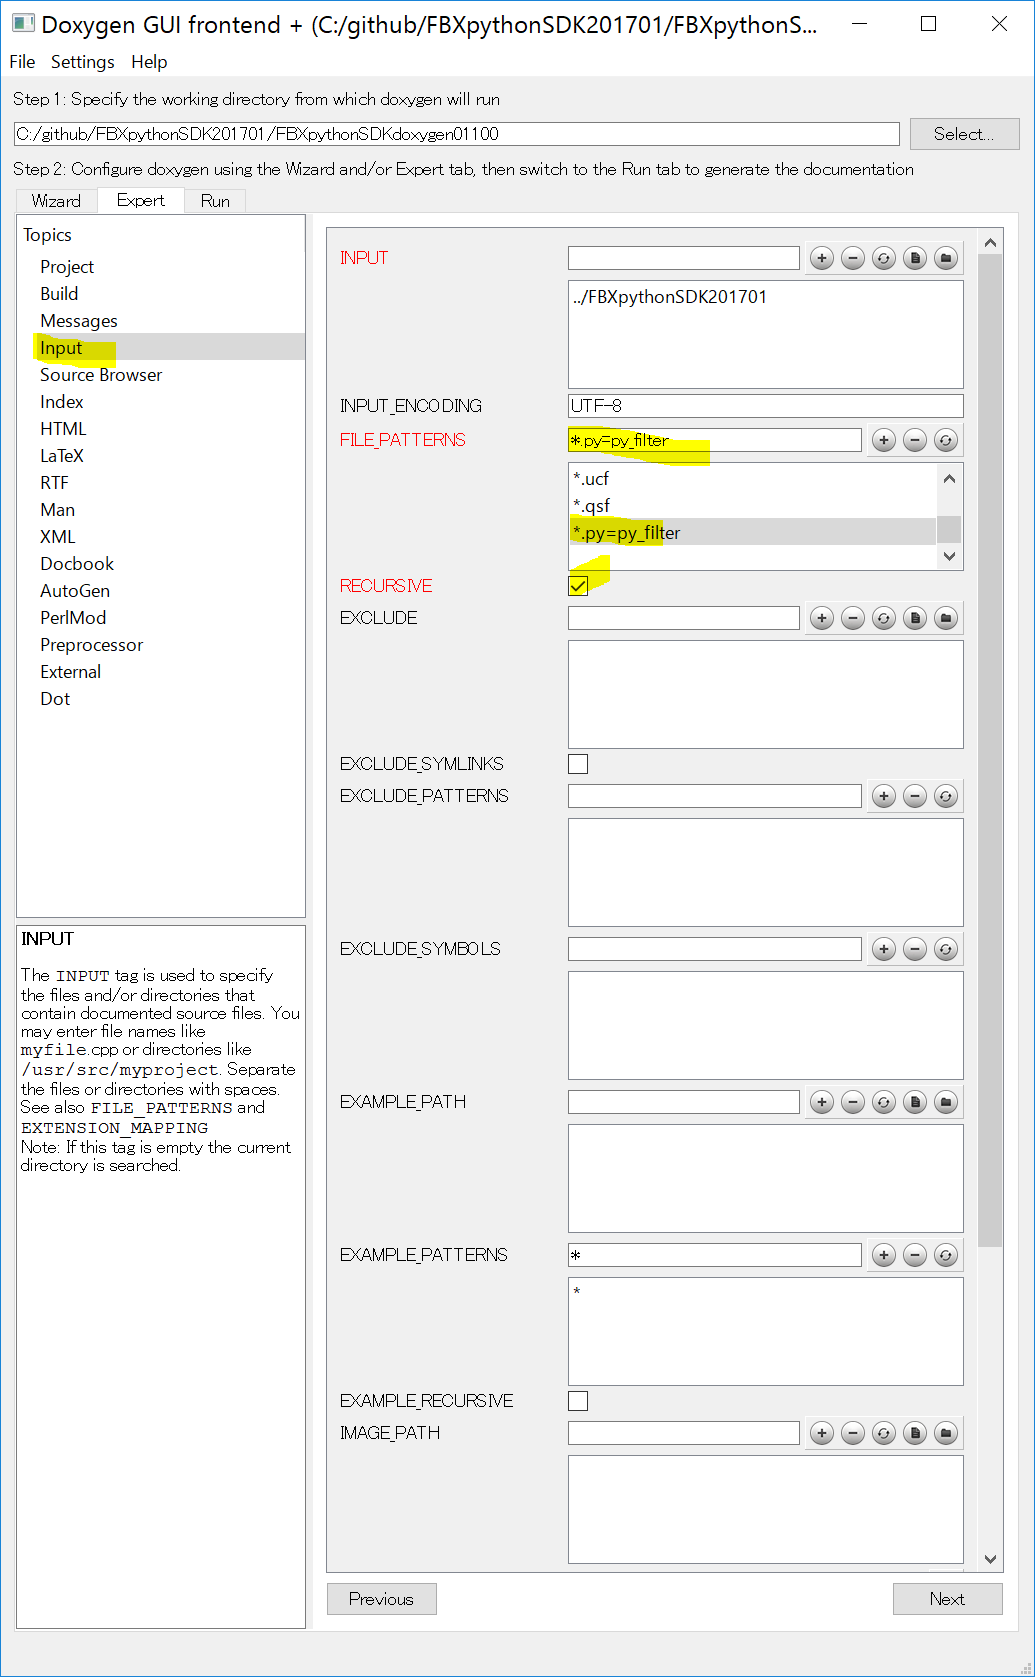 Doxygen GUI frontend + (C:/github/FBXpythonSDK201701/FBXpythonS...
File Settings Help
Step 1: Specify the working directory from which doxygen will run
C:/github/FBXpythonSDK201701/FBXpythonSDKdoxygen01100 Select...
Step 2: Configure doxygen using the Wizard and/or Expert tab, then switch to the Run tab to generate the documentation
Wizard Expert Run
Topics
Project
Build
Messages
Input
Source Browser
Index
HTML
LaTeX
RTF
Man
XML
Docbook
AutoGen
PerlMod
Preprocessor
External
Dot
INPUT
The INPUT tag is used to specify
the files and/or directories that
contain documented source files. You
may enter file names like
myfile.cpp or directories like
/usr/src/myproject. Separate
the files or directories with spaces.
See also FILE_PATTERNS and
EXTENSION_MAPPING
Note: If this tag is empty the current
directory is searched.
INPUT
../FBXpythonSDK201701
INPUT_ENCODING UTF-8
FILE_PATTERNS *.py=py_filter
*.ucf
*.qsf
*.py=py_filter
RECURSIVE
EXCLUDE
EXCLUDE_SYMLINKS
EXCLUDE_PATTERNS
EXCLUDE_SYMBOLS
EXAMPLE_PATH
EXAMPLE_PATTERNS *
*
EXAMPLE_RECURSIVE
IMAGE_PATH
Previous Next